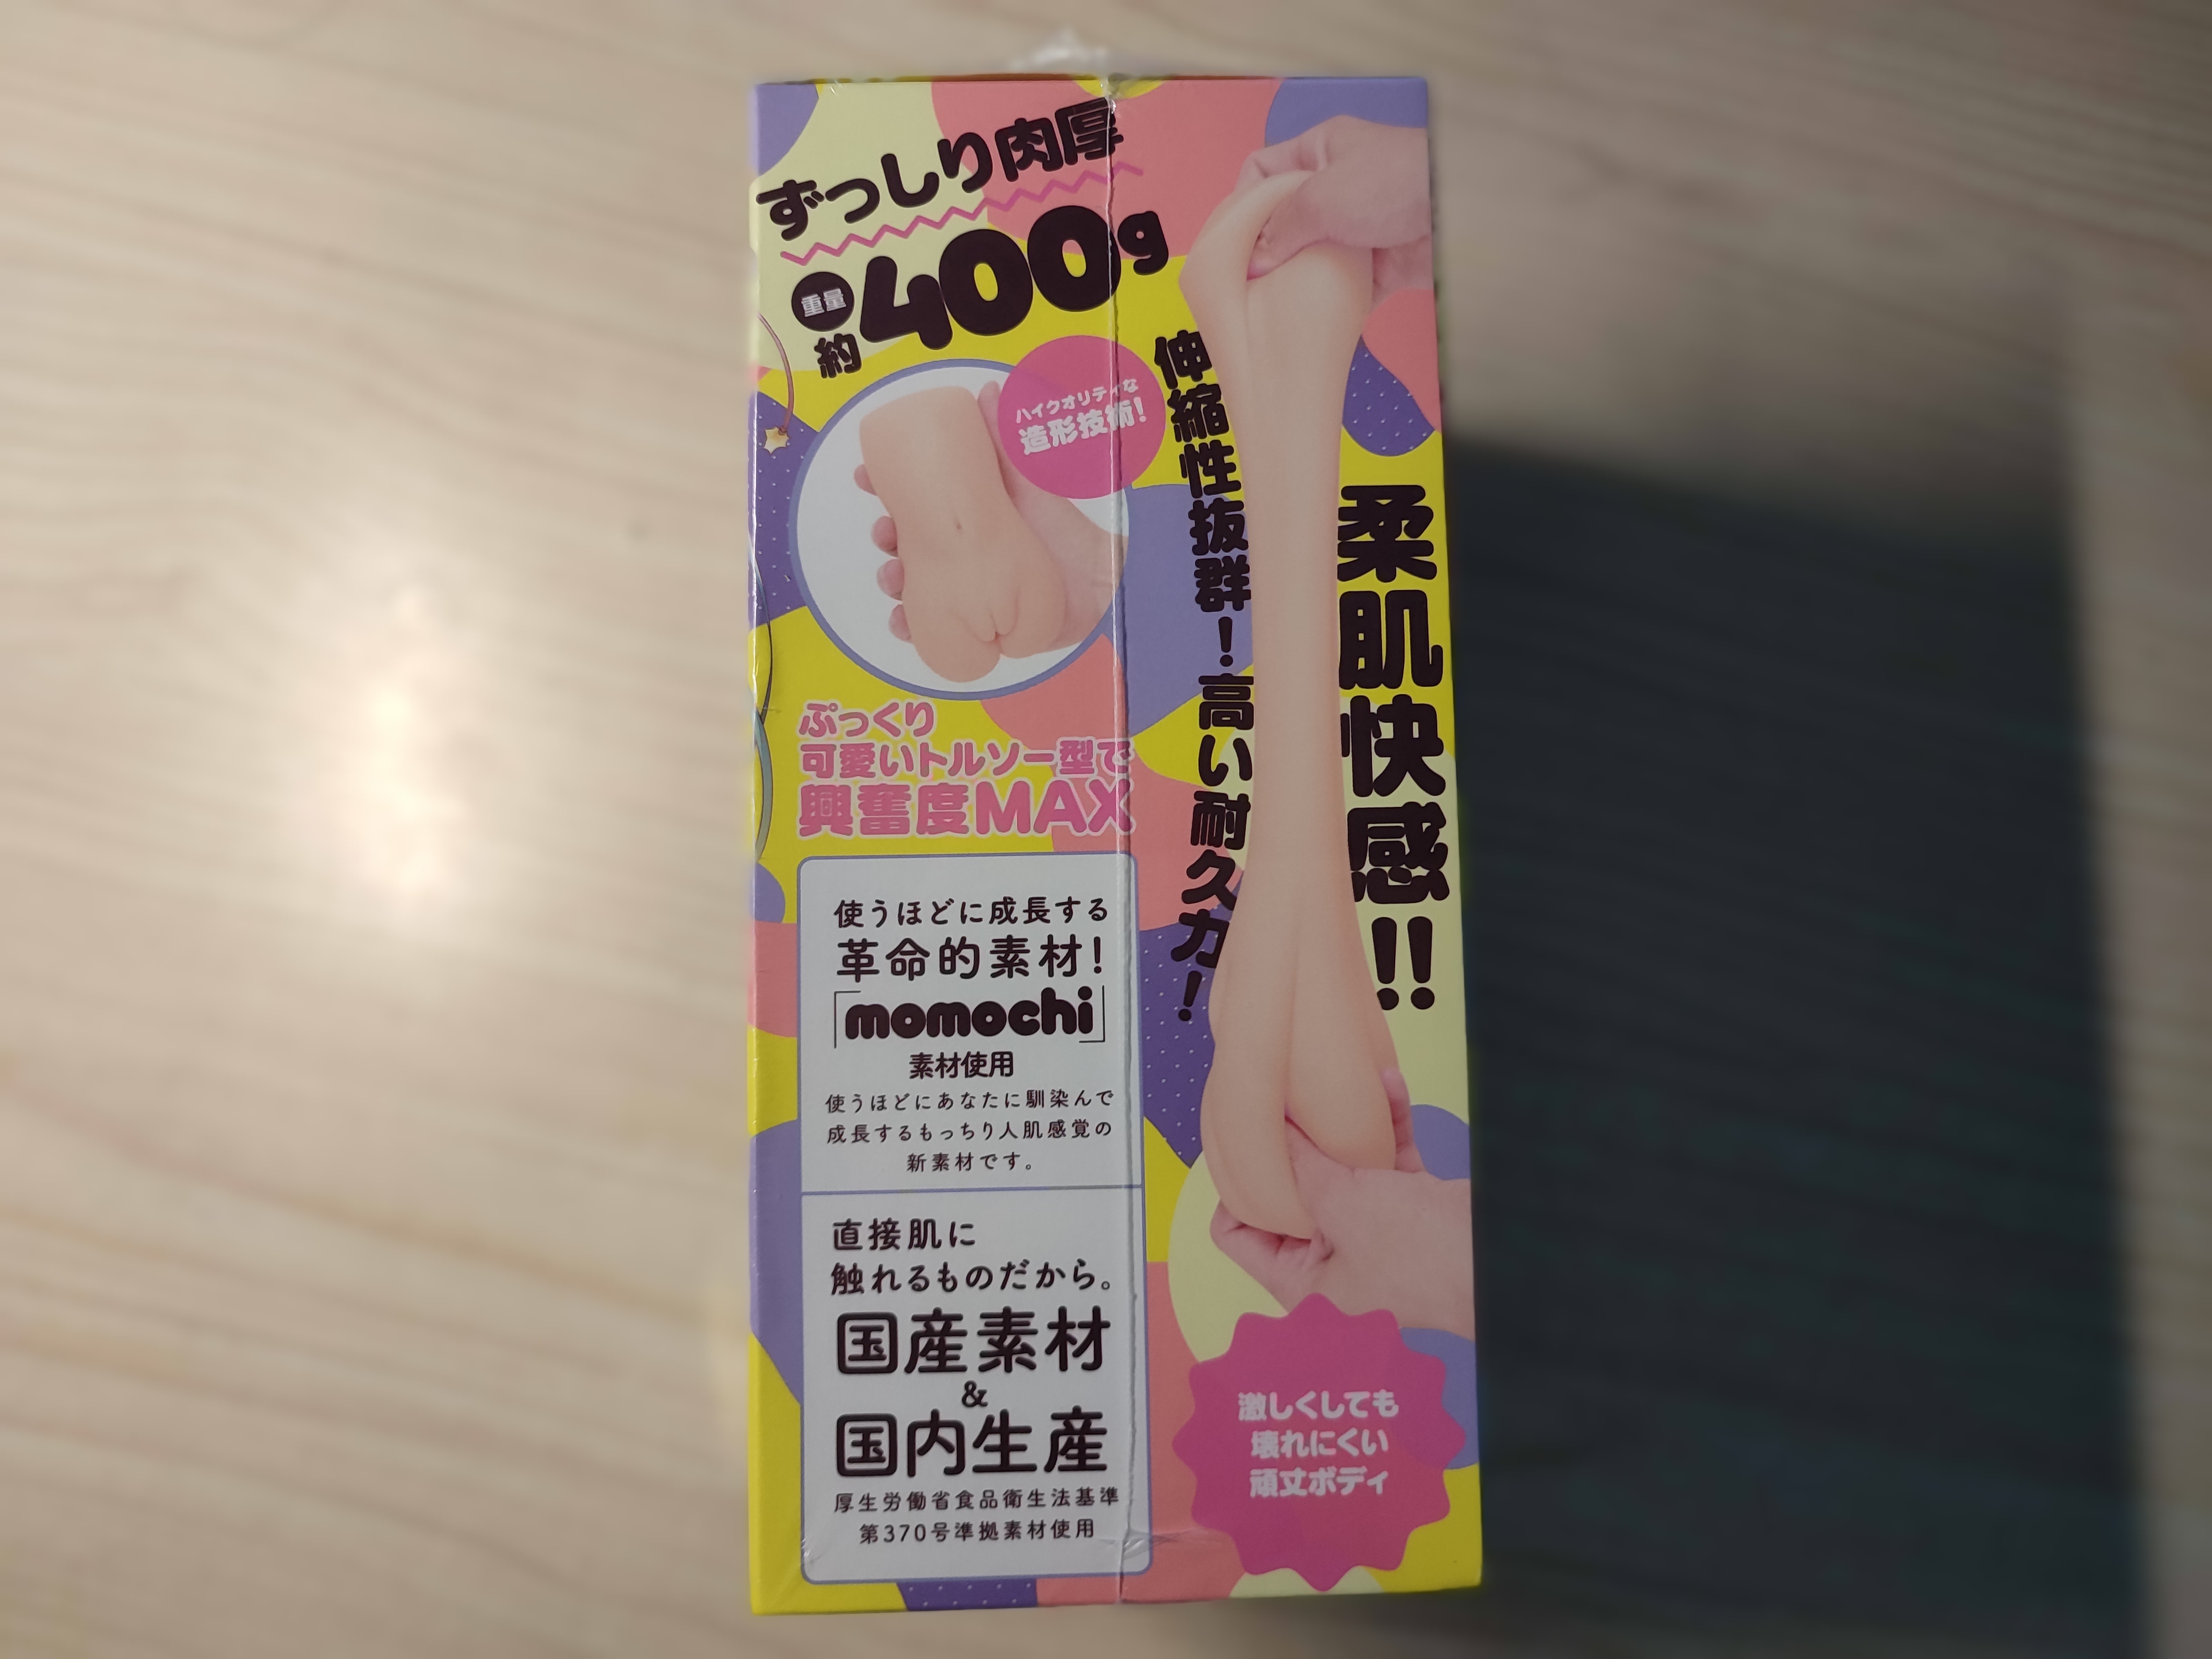 ずっしり肉厚
重量
約400g
ハイクオリティな
造形技術!
ぷっくり
可愛いトルソー型で
興奮度MAX
使うほどに成長する
革命的素材!
「momochi」
素材使用
使うほどにあなたに馴染んで
成長するもっちり人肌感覚の
新素材です。
直接肌に
触れるものだから。
国産素材
&
国内生産
厚生労働省食品衛生法基準
第370号準拠素材使用
柔肌快感!!
伸縮性抜群!高い耐久力!
激しくしても
壊れにくい
頑丈ボディ